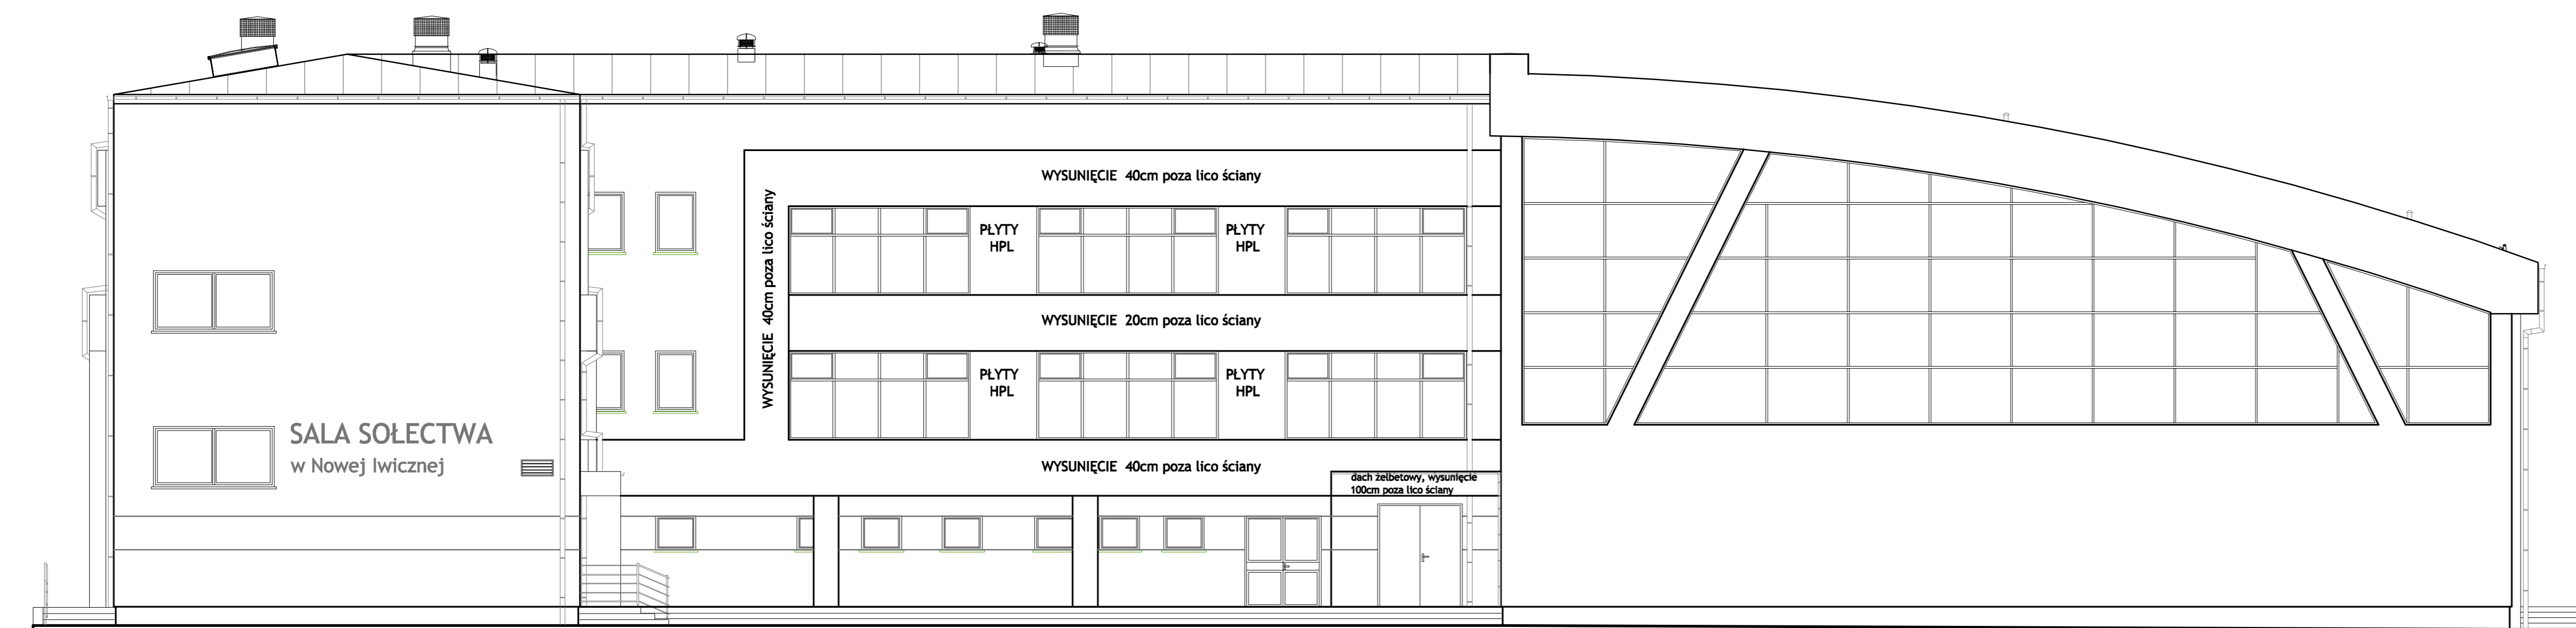 WYSUNIĘCIE 40cm poza lico ściany
WYSUNIĘCIE 40cm poza lico ściany
PŁYTY
HPL
PŁYTY
HPL
WYSUNIĘCIE 20cm poza lico ściany
PŁYTY
HPL
PŁYTY
HPL
SALA SOŁECTWA
w Nowej Iwicznej
WYSUNIĘCIE 40cm poza lico ściany
dach żelbetowy, wysunięcie
100cm poza lico ściany